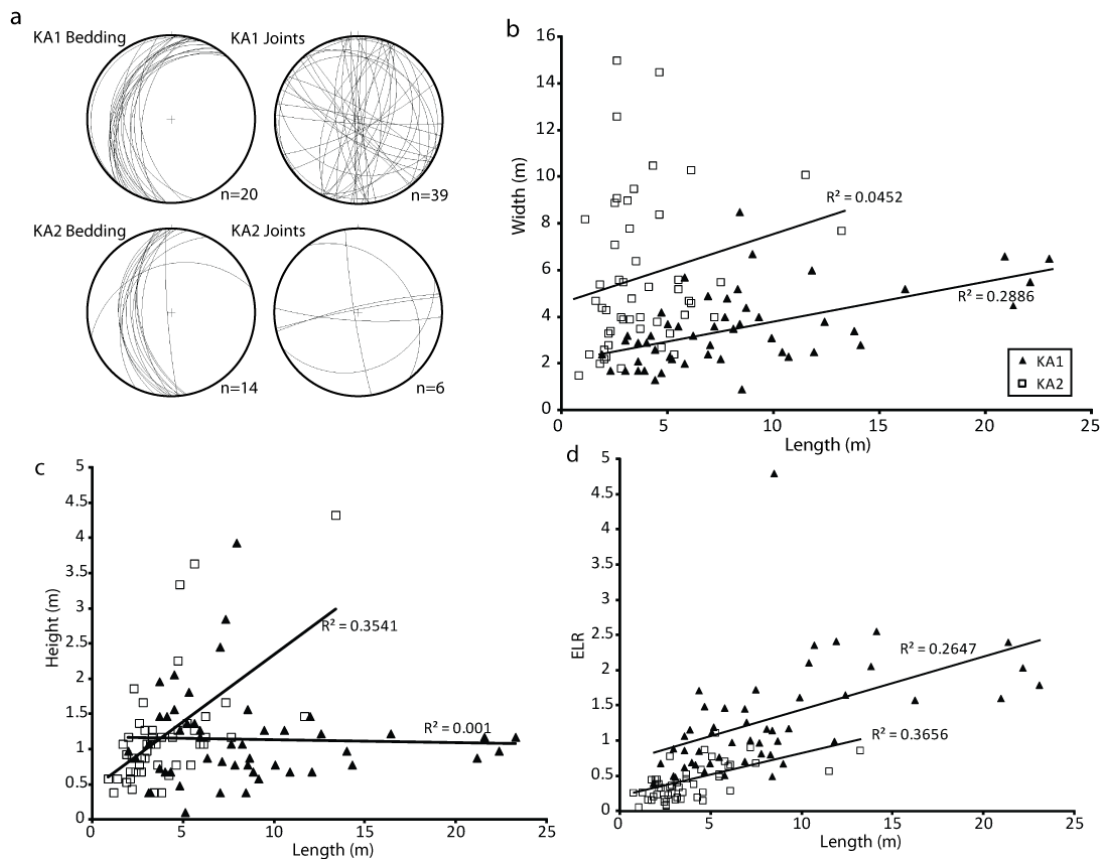 a
KA1 Bedding
KA1 Joints
n=20
n=39
KA2 Bedding
KA2 Joints
n=14
n=6
b
16
14
12
10
8
6
4
2
0
Width (m)
R² = 0.0452
R² = 0.2886
KA1
KA2
0 5 10 15 20 25
Length (m)
c
5
4.5
4
3.5
3
2.5
2
1.5
1
0.5
0
Height (m)
R² = 0.3541
R² = 0.001
0 5 10 15 20 25
Length (m)
d
5
4.5
4
3.5
3
2.5
2
1.5
1
0.5
0
ELR
R² = 0.2647
R² = 0.3656
0 5 10 15 20 25
Length (m)